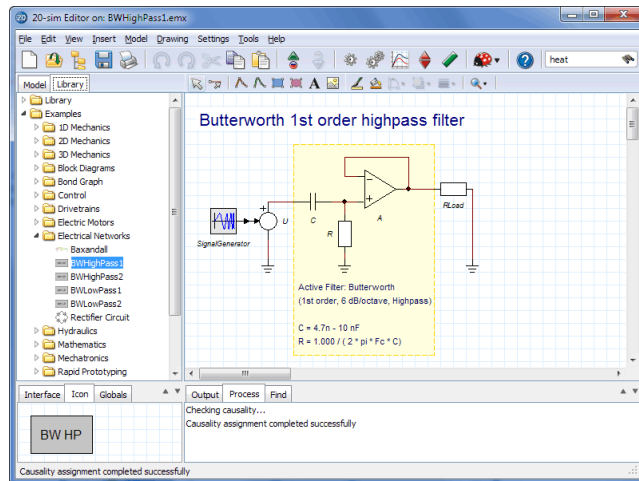 20-sim Editor on: BWHighPass1.emx
File Edit View Insert Model Drawing Settings Tools Help
heat
Model Library
Library
Examples
1D Mechanics
2D Mechanics
3D Mechanics
Block Diagrams
Bond Graph
Control
Drivetrains
Electric Motors
Electrical Networks
Baxandall
BWHighPass1
BWHighPass2
BWLowPass1
BWLowPass2
Rectifier Circuit
Hydraulics
Mathematics
Mechatronics
Rapid Prototyping
Butterworth 1st order highpass filter
SignalGenerator
U
C
R
A
RLoad
Active Filter: Butterworth
(1st order, 6 dB/octave, Highpass)
C = 4.7n - 10 nF
R = 1.000 / ( 2 * pi * Fc * C)
Interface Icon Globals
BW HP
Output Process Find
Checking causality...
Causality assignment completed successfully
Causality assignment completed successfully